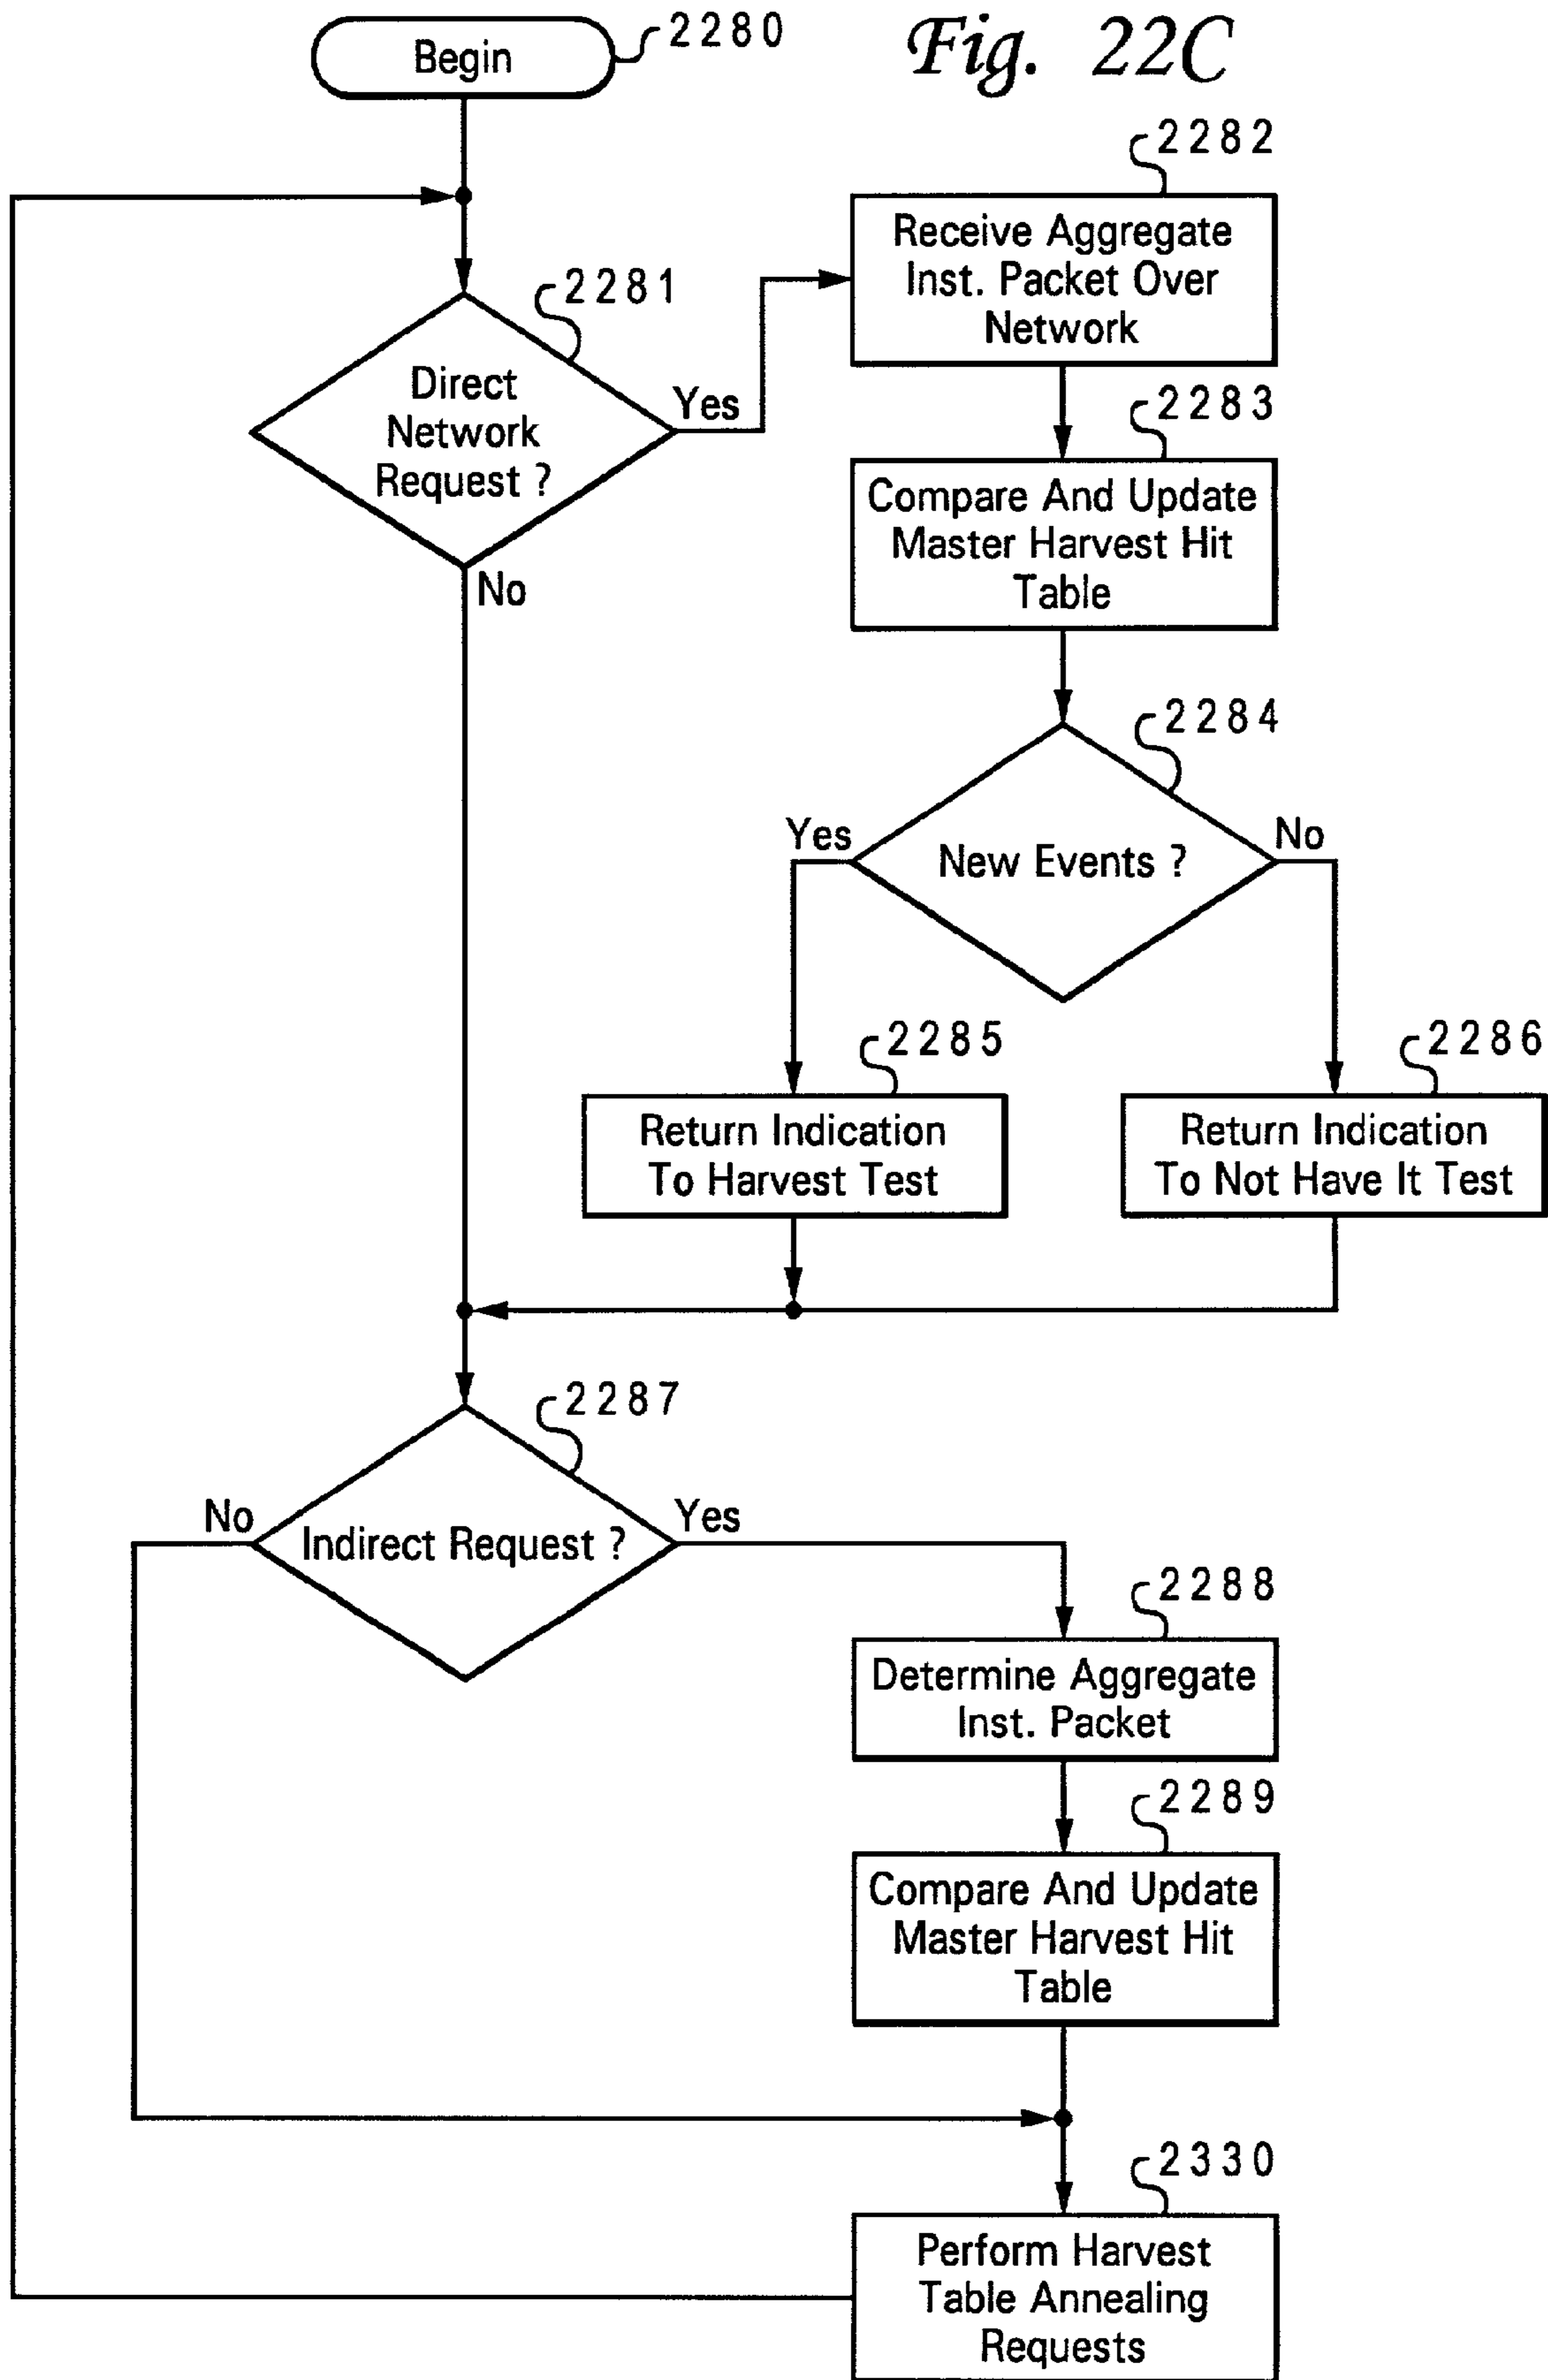 Begin
2280
Fig. 22C
2282
Receive Aggregate
Inst. Packet Over
Network
2281
Direct
Network
Request ?
Yes
No
2283
Compare And Update
Master Harvest Hit
Table
2284
New Events ?
Yes
No
2285
Return Indication
To Harvest Test
2286
Return Indication
To Not Have It Test
2287
Indirect Request ?
No
Yes
2288
Determine Aggregate
Inst. Packet
2289
Compare And Update
Master Harvest Hit
Table
2330
Perform Harvest
Table Annealing
Requests